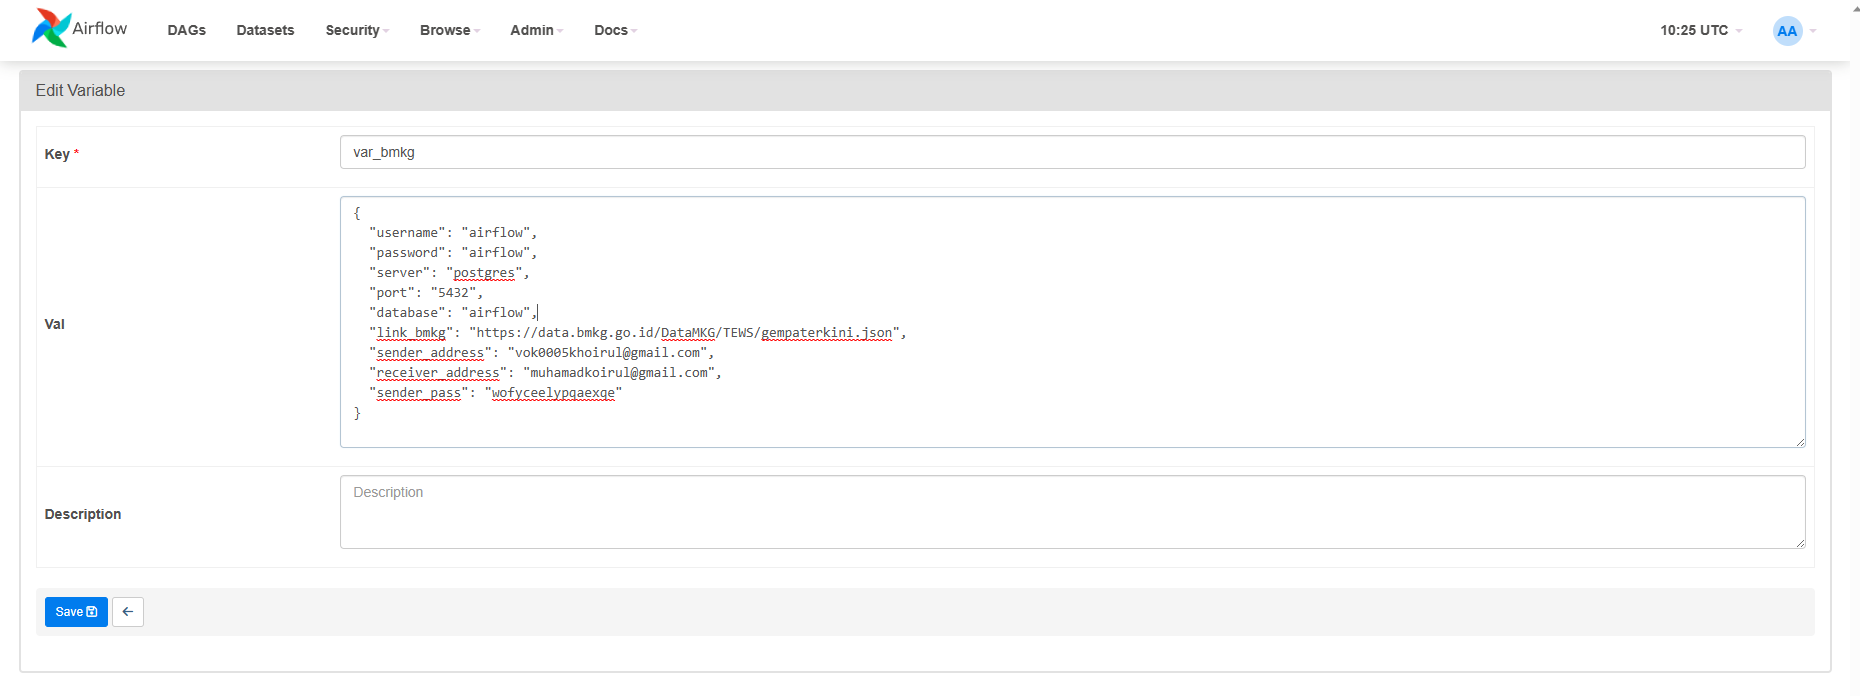 Airflow DAGs Datasets Security Browse Admin Docs 10:25 UTC AA
Edit Variable
Key * var_bmkg
Val
{
"username": "airflow",
"password": "airflow",
"server": "postgres",
"port": "5432",
"database": "airflow",
"link_bmkg": "https://data.bmkg.go.id/DataMKG/TEWS/gempaterkini.json",
"sender_address": "vok0005khoirul@gmail.com",
"receiver_address": "muhamadkoirul@gmail.com",
"sender_pass": "wofyceelypqaexqe"
}
Description Description
Save